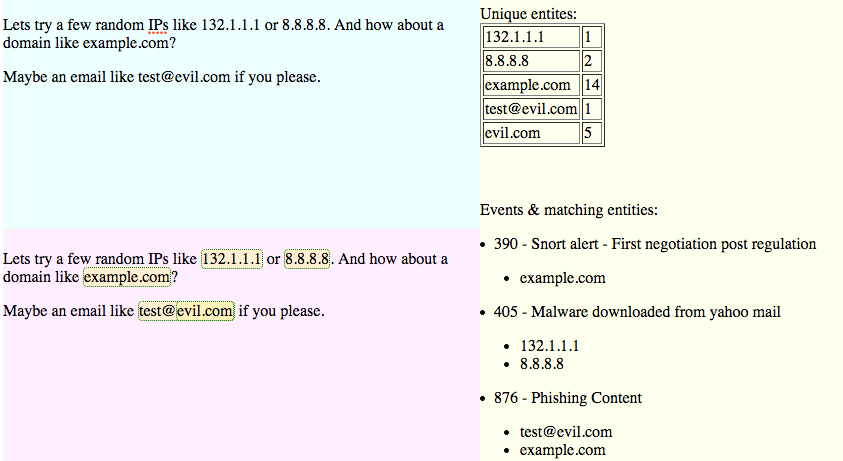 Lets try a few random IPs like 132.1.1.1 or 8.8.8.8. And how about a
domain like example.com?
Maybe an email like test@evil.com if you please.
Lets try a few random IPs like 132.1.1.1 or 8.8.8.8. And how about a
domain like example.com?
Maybe an email like test@evil.com if you please.
Unique entites:
132.1.1.1 1
8.8.8.8 2
example.com 14
test@evil.com 1
evil.com 5
Events & matching entities:
• 390 - Snort alert - First negotiation post regulation
• example.com
• 405 - Malware downloaded from yahoo mail
• 132.1.1.1
• 8.8.8.8
• 876 - Phishing Content
• test@evil.com
• example.com